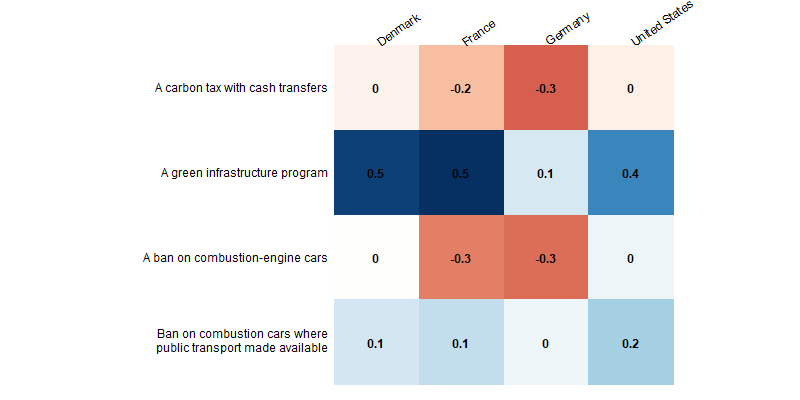 Denmark France Germany United States
A carbon tax with cash transfers 0 -0.2 -0.3 0
A green infrastructure program 0.5 0.5 0.1 0.4
A ban on combustion-engine cars 0 -0.3 -0.3 0
Ban on combustion cars where
public transport made available 0.1 0.1 0 0.2